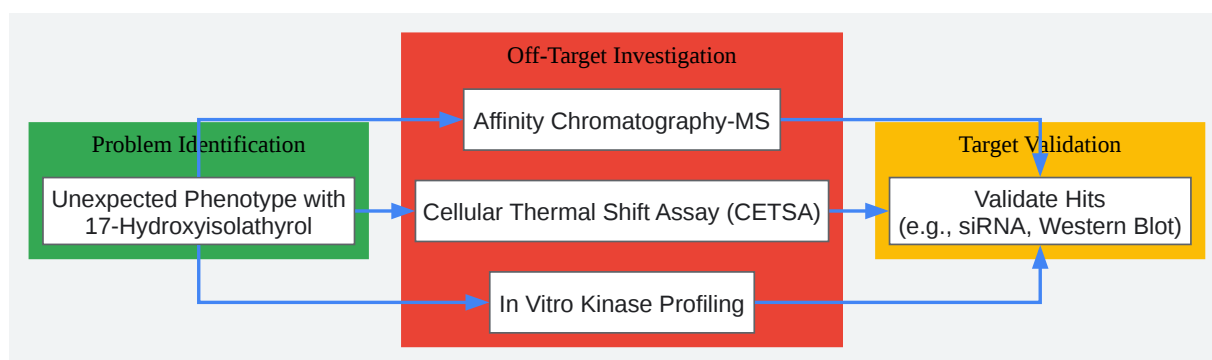 Problem Identification
Unexpected Phenotype with
17-Hydroxyisolathyrol
Off-Target Investigation
Affinity Chromatography-MS
Cellular Thermal Shift Assay (CETSA)
In Vitro Kinase Profiling
Target Validation
Validate Hits
(e.g., siRNA, Western Blot)